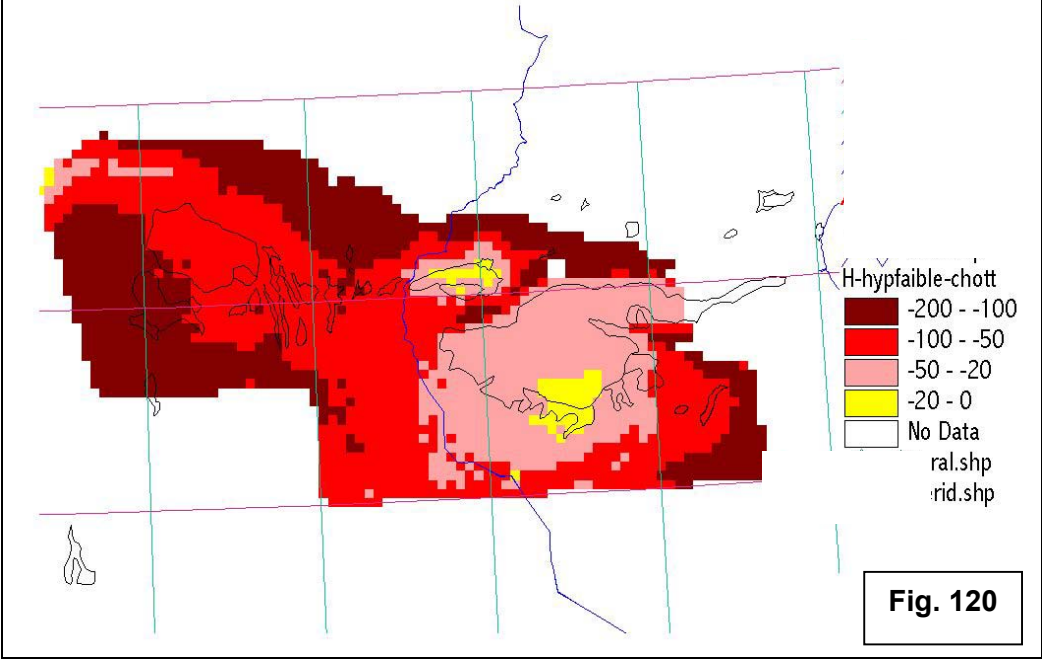 H-hypfaible-chott
-200 - -100
-100 - -50
-50 - -20
-20 - 0
No Data
ral.shp
erid.shp
Fig. 120